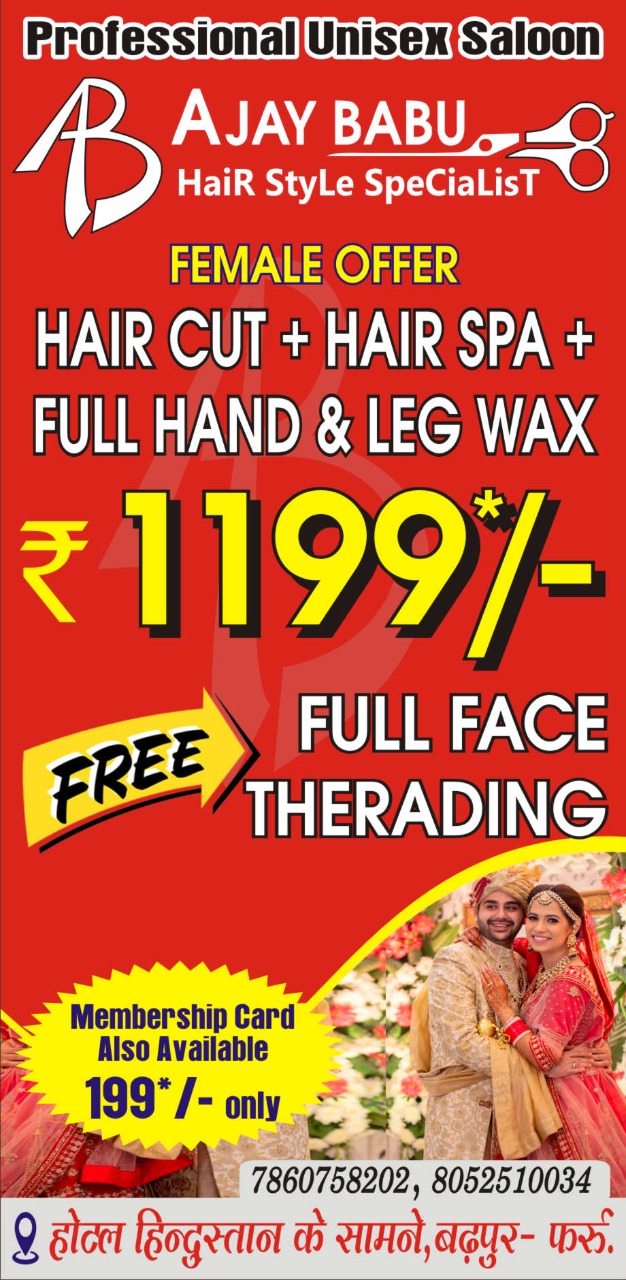 Professional Unisex Saloon
AB AJAY BABU
HaiR StyLe SpeCiaLisT
FEMALE OFFER
HAIR CUT + HAIR SPA +
FULL HAND & LEG WAX
₹ 1199*/-
FREE
FULL FACE
THERADING
Membership Card
Also Available
199*/- only
7860758202, 8052510034
होटल हिन्दुस्तान के सामने,बढ़पुर- फर्रु.